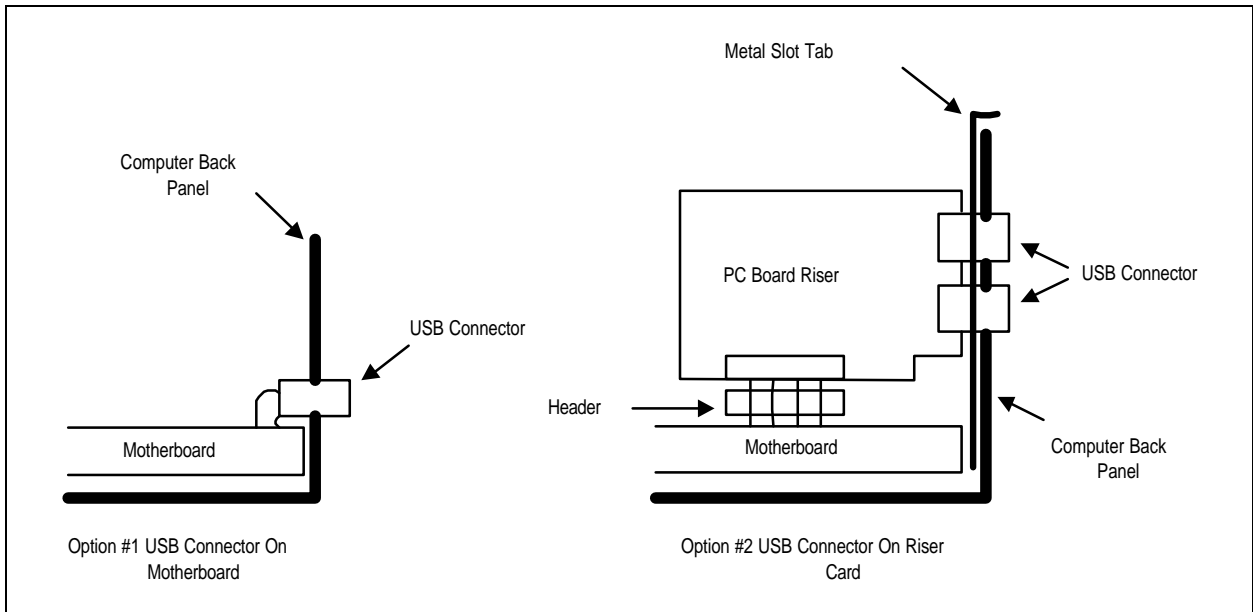 Metal Slot Tab
Computer Back
Panel
USB Connector
PC Board Riser
USB Connector
Header
Motherboard
Motherboard
Computer Back
Panel
Option #1 USB Connector On
Motherboard
Option #2 USB Connector On Riser
Card